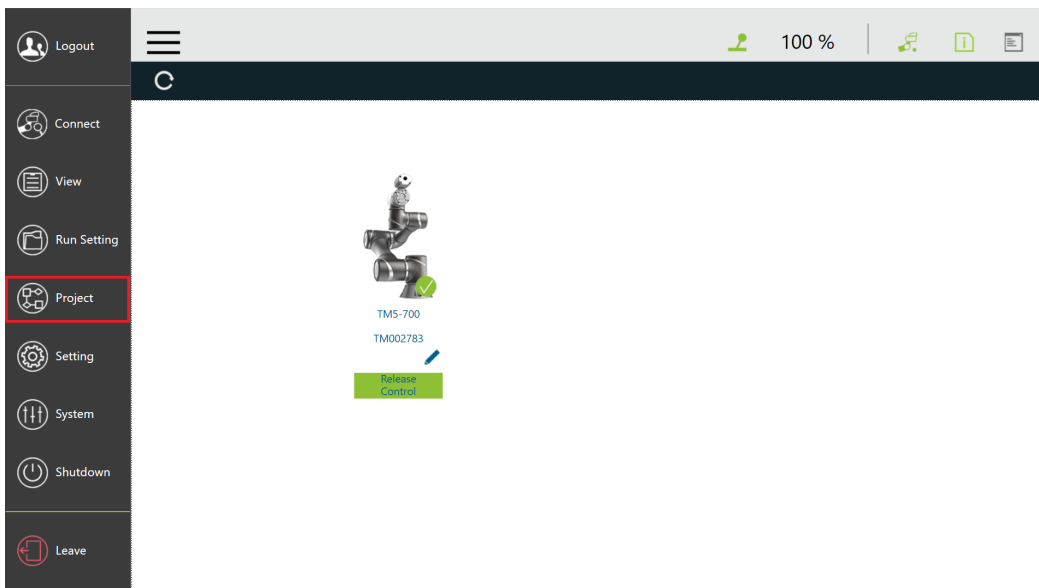 Logout
100 %
Connect
View
Run Setting
Project
Setting
System
Shutdown
Leave
TM5-700
TM002783
Release
Control